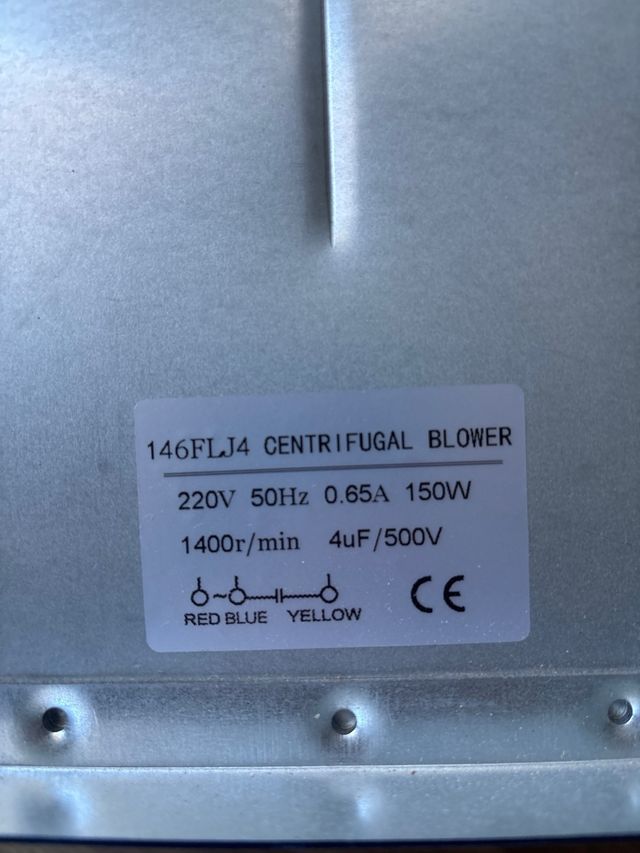 146FLJ4 CENTRIFUGAL BLOWER
220V 50Hz 0.65A 150W
1400r/min 4uF/500V
~
RED BLUE YELLOW
CE